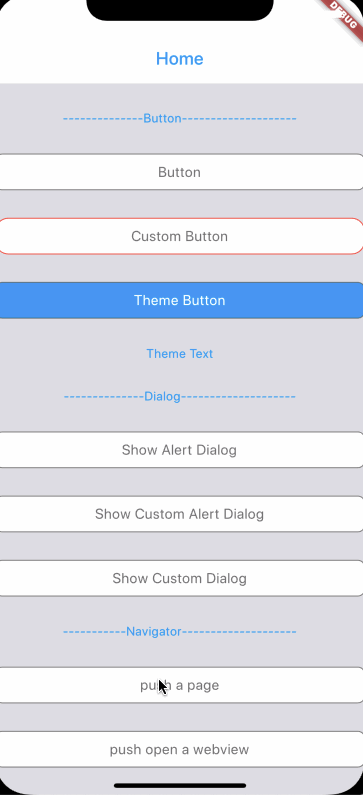 DEBUG
Home
--------------Button-------------------
Button
Custom Button
Theme Button
Theme Text
--------------Dialog--------------------
Show Alert Dialog
Show Custom Alert Dialog
Show Custom Dialog
-----------Navigator--------------------
push a page
push open a webview